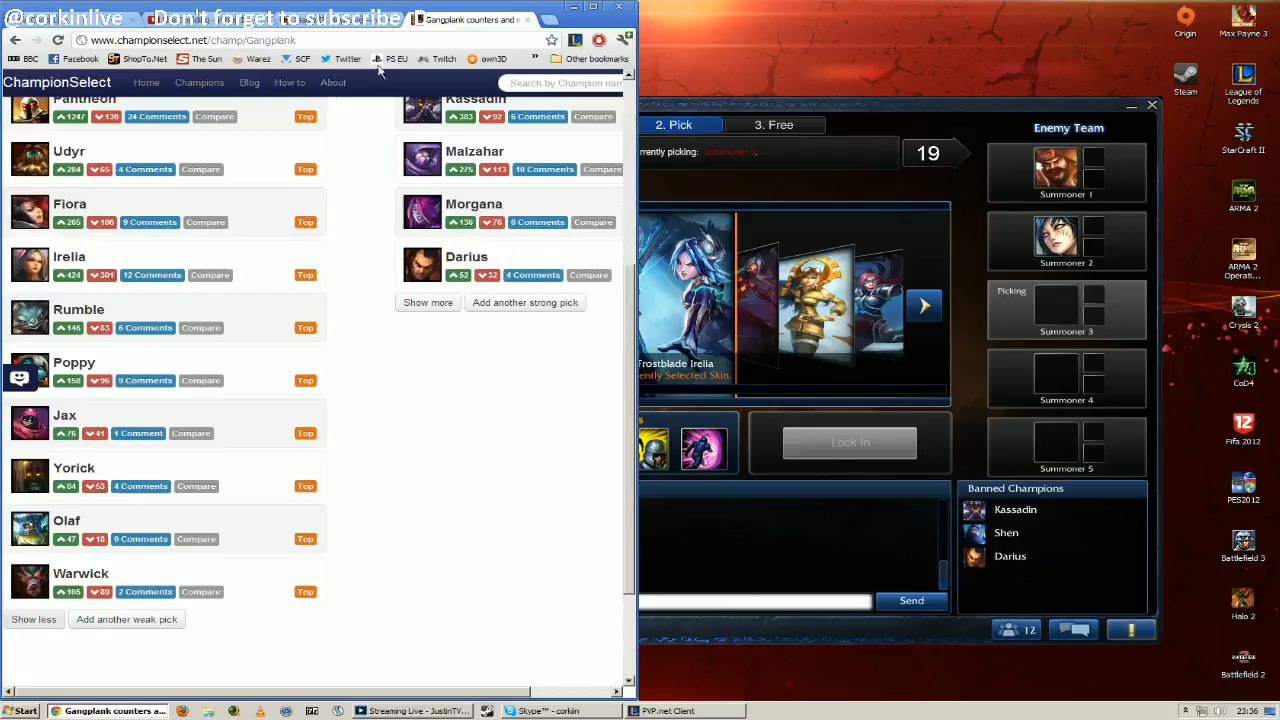 @corkinlive Don't forget to subscribe :D
Gangplank counters and r
www.championselect.net/champ/Gangplank
BBC Facebook ShopTo.Net The Sun Warez SCF Twitter PS EU Twitch own3D » Other bookmarks
ChampionSelect Home Champions Blog How to About Search by Champion nam
Pantheon
1247 130 24 Comments Compare Top
Udyr
284 65 4 Comments Compare Top
Fiora
265 106 9 Comments Compare Top
Irelia
424 301 12 Comments Compare Top
Rumble
146 83 6 Comments Compare Top
Poppy
158 96 9 Comments Compare Top
Jax
76 41 1 Comment Compare Top
Yorick
84 53 4 Comments Compare Top
Olaf
47 18 9 Comments Compare Top
Warwick
105 89 2 Comments Compare Top
Show less Add another weak pick
Kassadin
383 92 6 Comments Compare
Malzahar
275 113 10 Comments Compare
Morgana
136 76 6 Comments Compare
Darius
52 32 4 Comments Compare
Show more Add another strong pick
2. Pick 3. Free
rrently picking: Summoner 3.
19
Frostblade Irelia
ently Selected Skin.
s
Lock In
Send
Enemy Team
Summoner 1
Summoner 2
Picking
Summoner 3
Summoner 4
Summoner 5
Banned Champions
Kassadin
Shen
Darius
12
Origin
Max Payne 3
Steam
League of
Legends
StarCraft II
ARMA 2
ARMA 2
Operati...
Crysis 2
CoD4
12
Fifa 2012
PES2012
Battlefield 3
Halo 2
Battlefield 2
Start Gangplank counters a... Streaming Live - JustinTV... Skype™ - corkin PVP.net Client 23:36